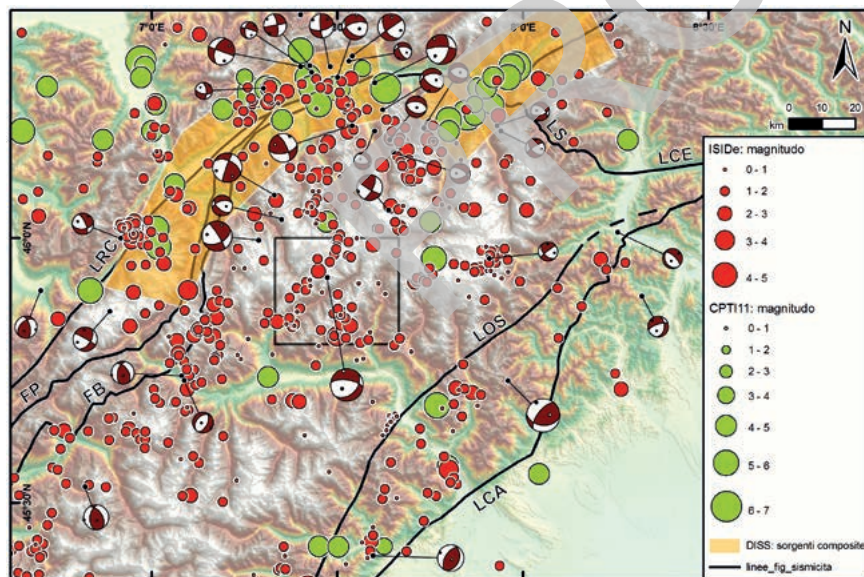 7°0'E
8°0'E
8°30'E
N
0
10
20
km
LS
LCE
46°0'N
LRC
LOS
FP
FB
LCA
45°30'N
ISIDe: magnitudo
0 - 1
1 - 2
2 - 3
3 - 4
4 - 5
CPTI11: magnitudo
0 - 1
1 - 2
2 - 3
3 - 4
4 - 5
5 - 6
6 - 7
DISS: sorgenti composite
linee_fig_sismicita